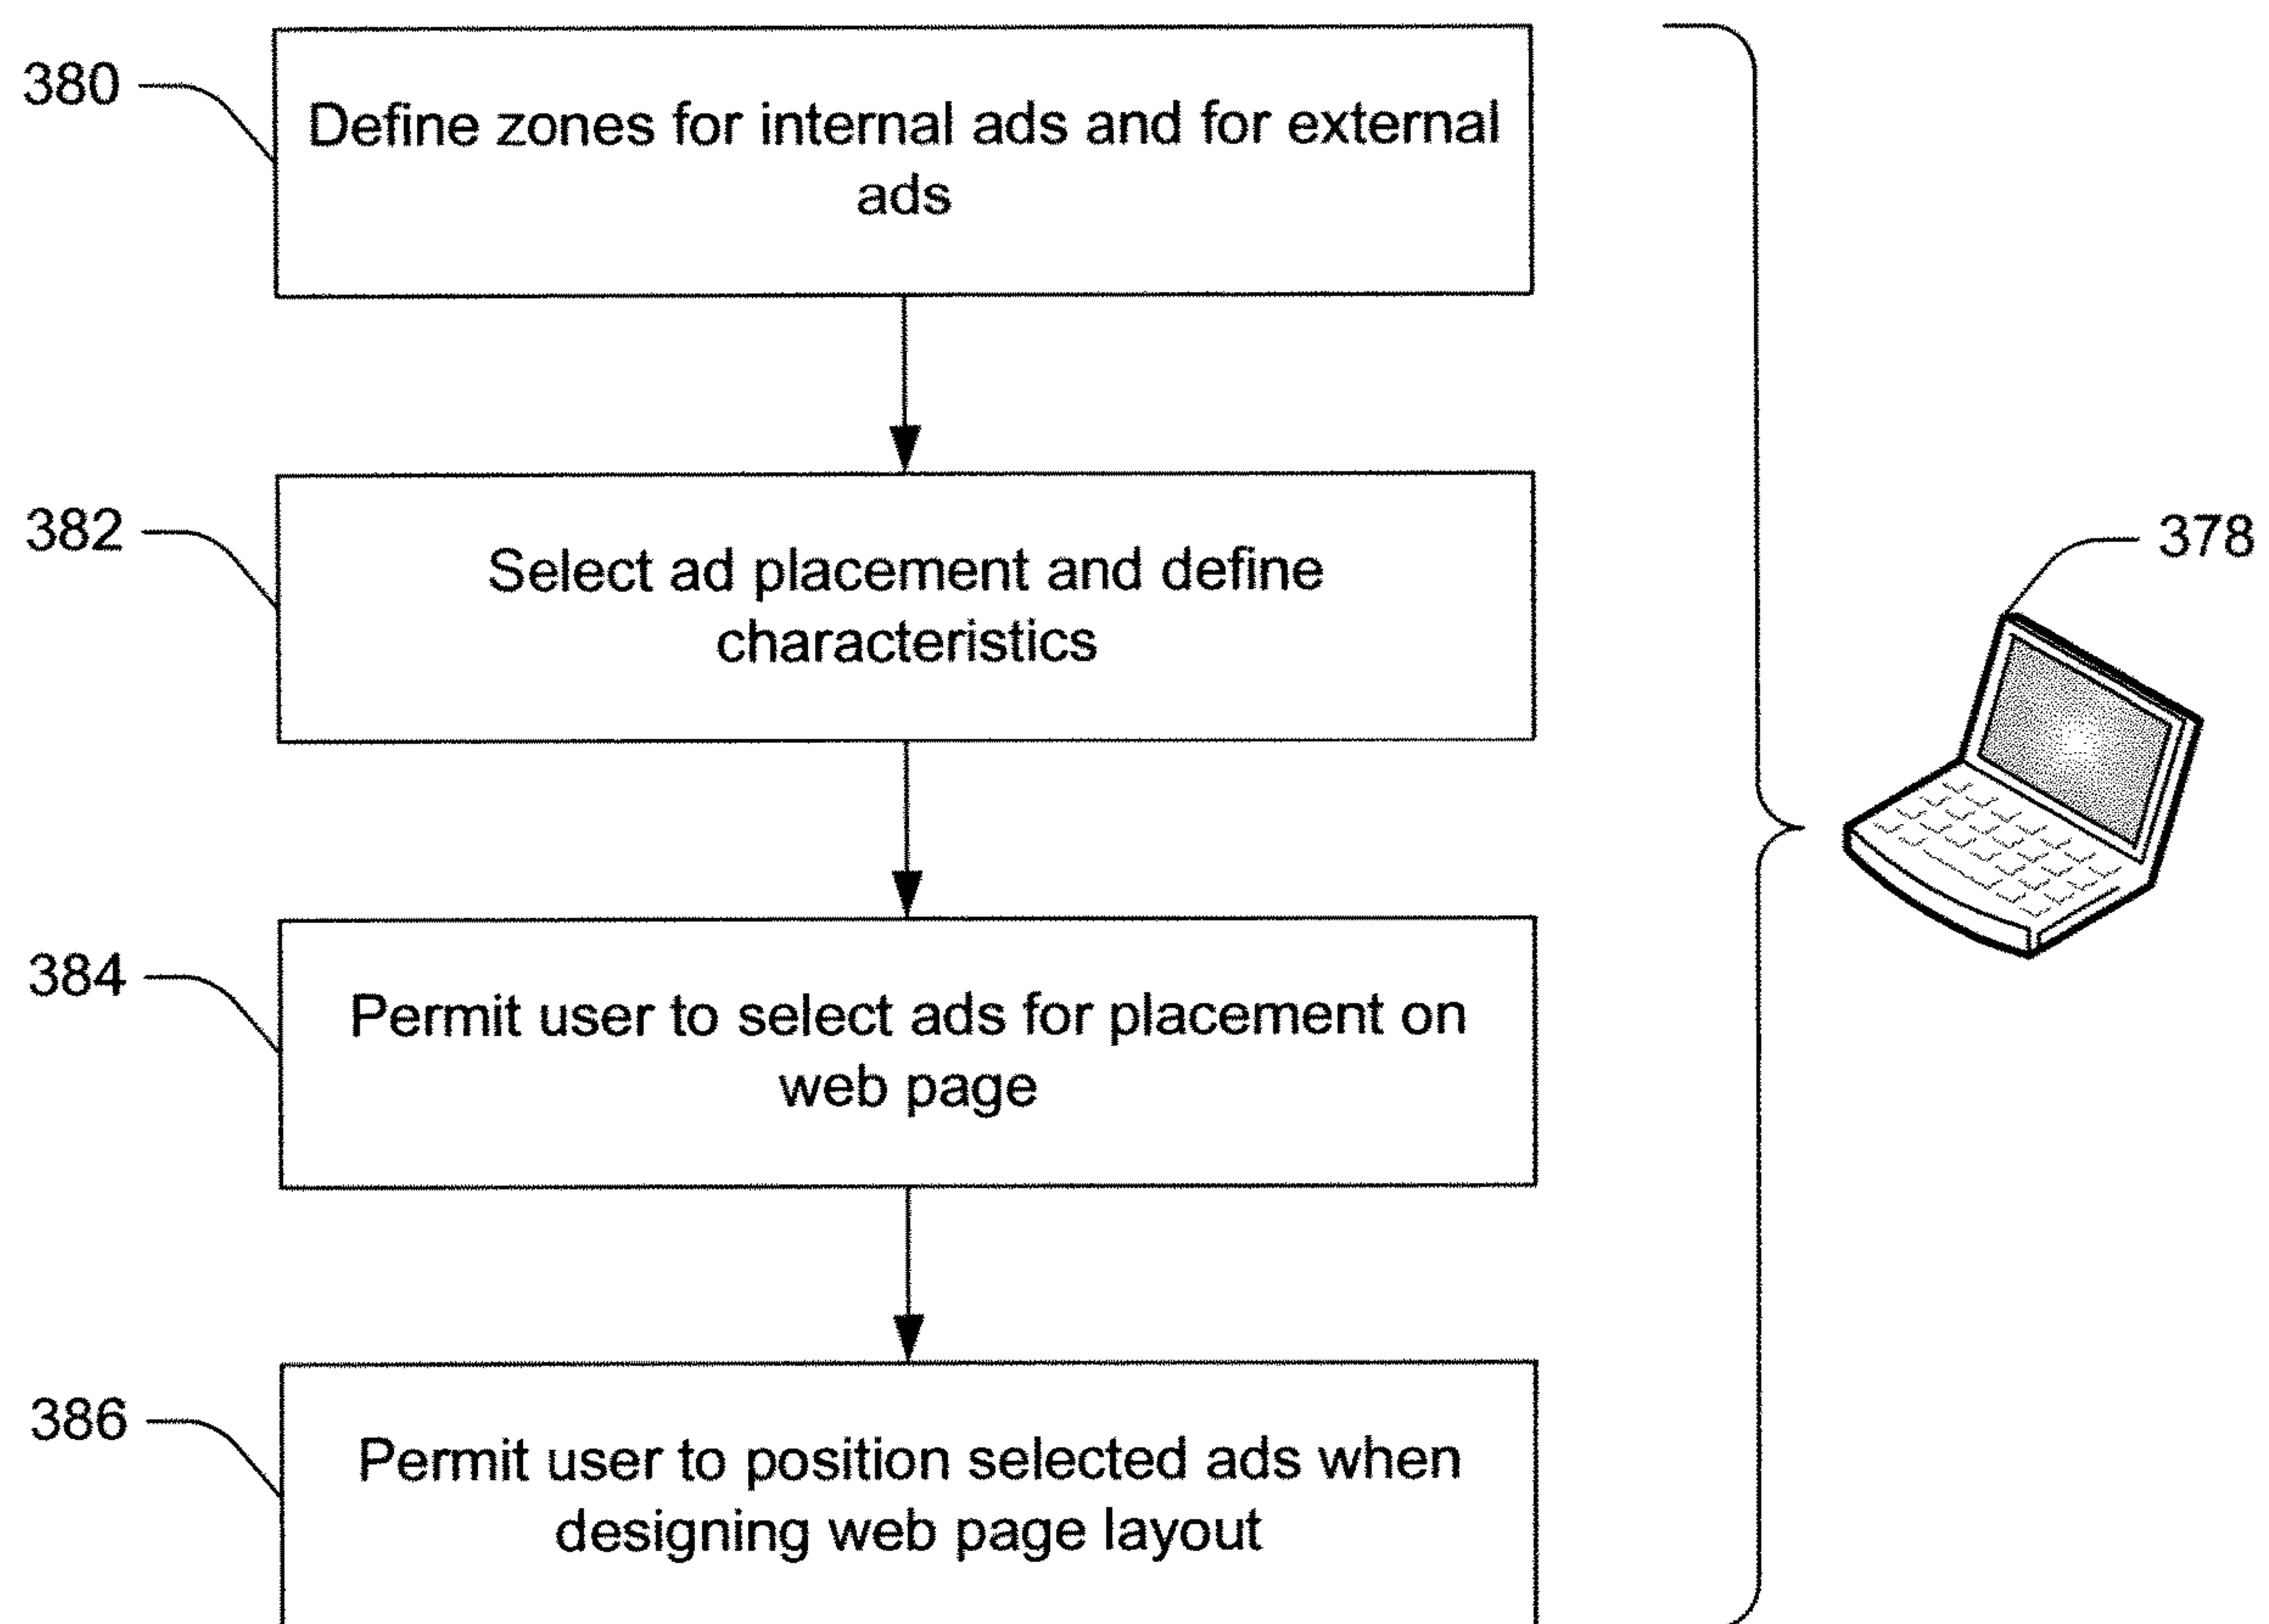 380
Define zones for internal ads and for external
ads
382
Select ad placement and define
characteristics
378
384
Permit user to select ads for placement on
web page
386
Permit user to position selected ads when
designing web page layout